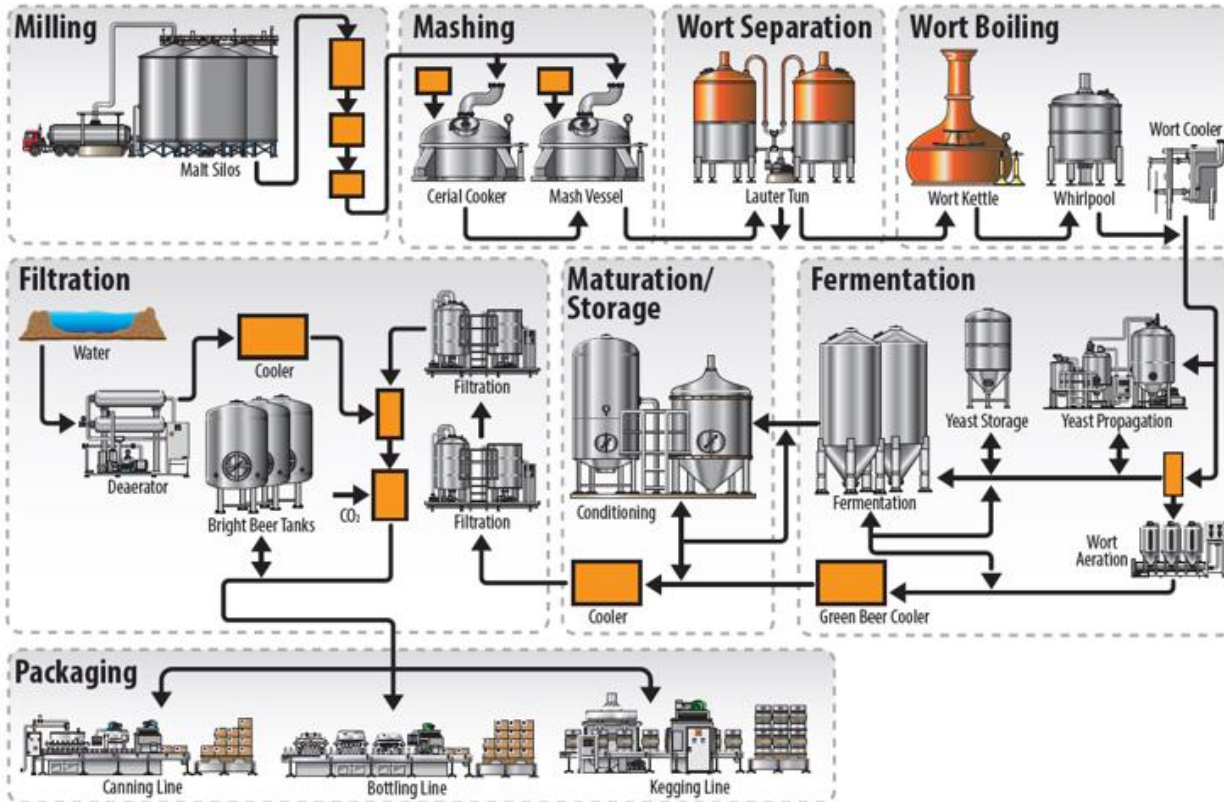 Milling
Malt Silos
Mashing
Cerial Cooker
Mash Vessel
Wort Separation
Lauter Tun
Wort Boiling
Wort Kettle
Whirlpool
Wort Cooler
Filtration
Water
Cooler
Deaerator
Bright Beer Tanks
CO₂
Filtration
Filtration
Maturation/
Storage
Conditioning
Cooler
Fermentation
Fermentation
Yeast Storage
Yeast Propagation
Wort
Aeration
Green Beer Cooler
Packaging
Canning Line
Bottling Line
Kegging Line